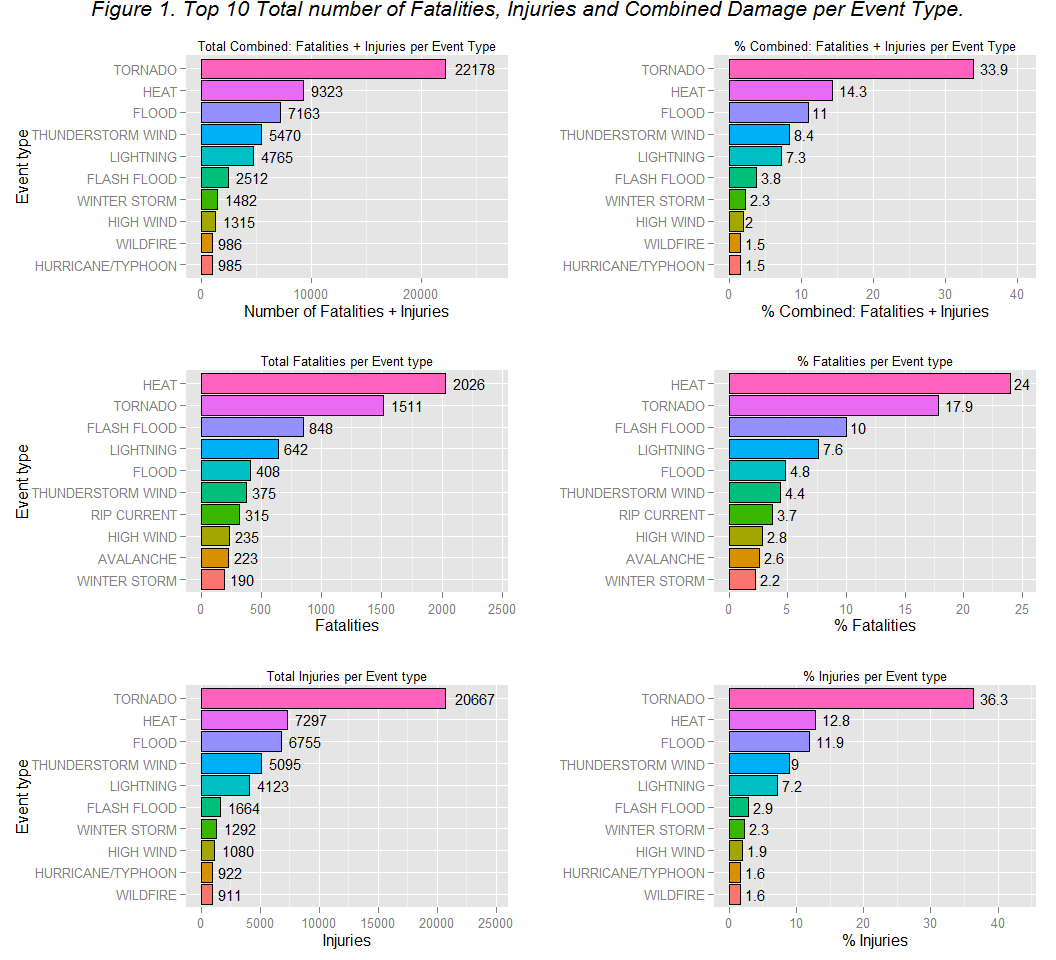 Figure 1. Top 10 Total number of Fatalities, Injuries and Combined Damage per Event Type.
Total Combined: Fatalities + Injuries per Event Type
Event type
TORNADO 22178
HEAT 9323
FLOOD 7163
THUNDERSTORM WIND 5470
LIGHTNING 4765
FLASH FLOOD 2512
WINTER STORM 1482
HIGH WIND 1315
WILDFIRE 986
HURRICANE/TYPHOON 985
0 10000 20000
Number of Fatalities + Injuries
% Combined: Fatalities + Injuries per Event Type
TORNADO 33.9
HEAT 14.3
FLOOD 11
THUNDERSTORM WIND 8.4
LIGHTNING 7.3
FLASH FLOOD 3.8
WINTER STORM 2.3
HIGH WIND 2
WILDFIRE 1.5
HURRICANE/TYPHOON 1.5
0 10 20 30 40
% Combined: Fatalities + Injuries
Total Fatalities per Event type
Event type
HEAT 2026
TORNADO 1511
FLASH FLOOD 848
LIGHTNING 642
FLOOD 408
THUNDERSTORM WIND 375
RIP CURRENT 315
HIGH WIND 235
AVALANCHE 223
WINTER STORM 190
0 500 1000 1500 2000 2500
Fatalities
% Fatalities per Event type
HEAT 24
TORNADO 17.9
FLASH FLOOD 10
LIGHTNING 7.6
FLOOD 4.8
THUNDERSTORM WIND 4.4
RIP CURRENT 3.7
HIGH WIND 2.8
AVALANCHE 2.6
WINTER STORM 2.2
0 5 10 15 20 25
% Fatalities
Total Injuries per Event type
Event type
TORNADO 20667
HEAT 7297
FLOOD 6755
THUNDERSTORM WIND 5095
LIGHTNING 4123
FLASH FLOOD 1664
WINTER STORM 1292
HIGH WIND 1080
HURRICANE/TYPHOON 922
WILDFIRE 911
0 5000 10000 15000 20000 25000
Injuries
% Injuries per Event type
TORNADO 36.3
HEAT 12.8
FLOOD 11.9
THUNDERSTORM WIND 9
LIGHTNING 7.2
FLASH FLOOD 2.9
WINTER STORM 2.3
HIGH WIND 1.9
HURRICANE/TYPHOON 1.6
WILDFIRE 1.6
0 10 20 30 40
% Injuries